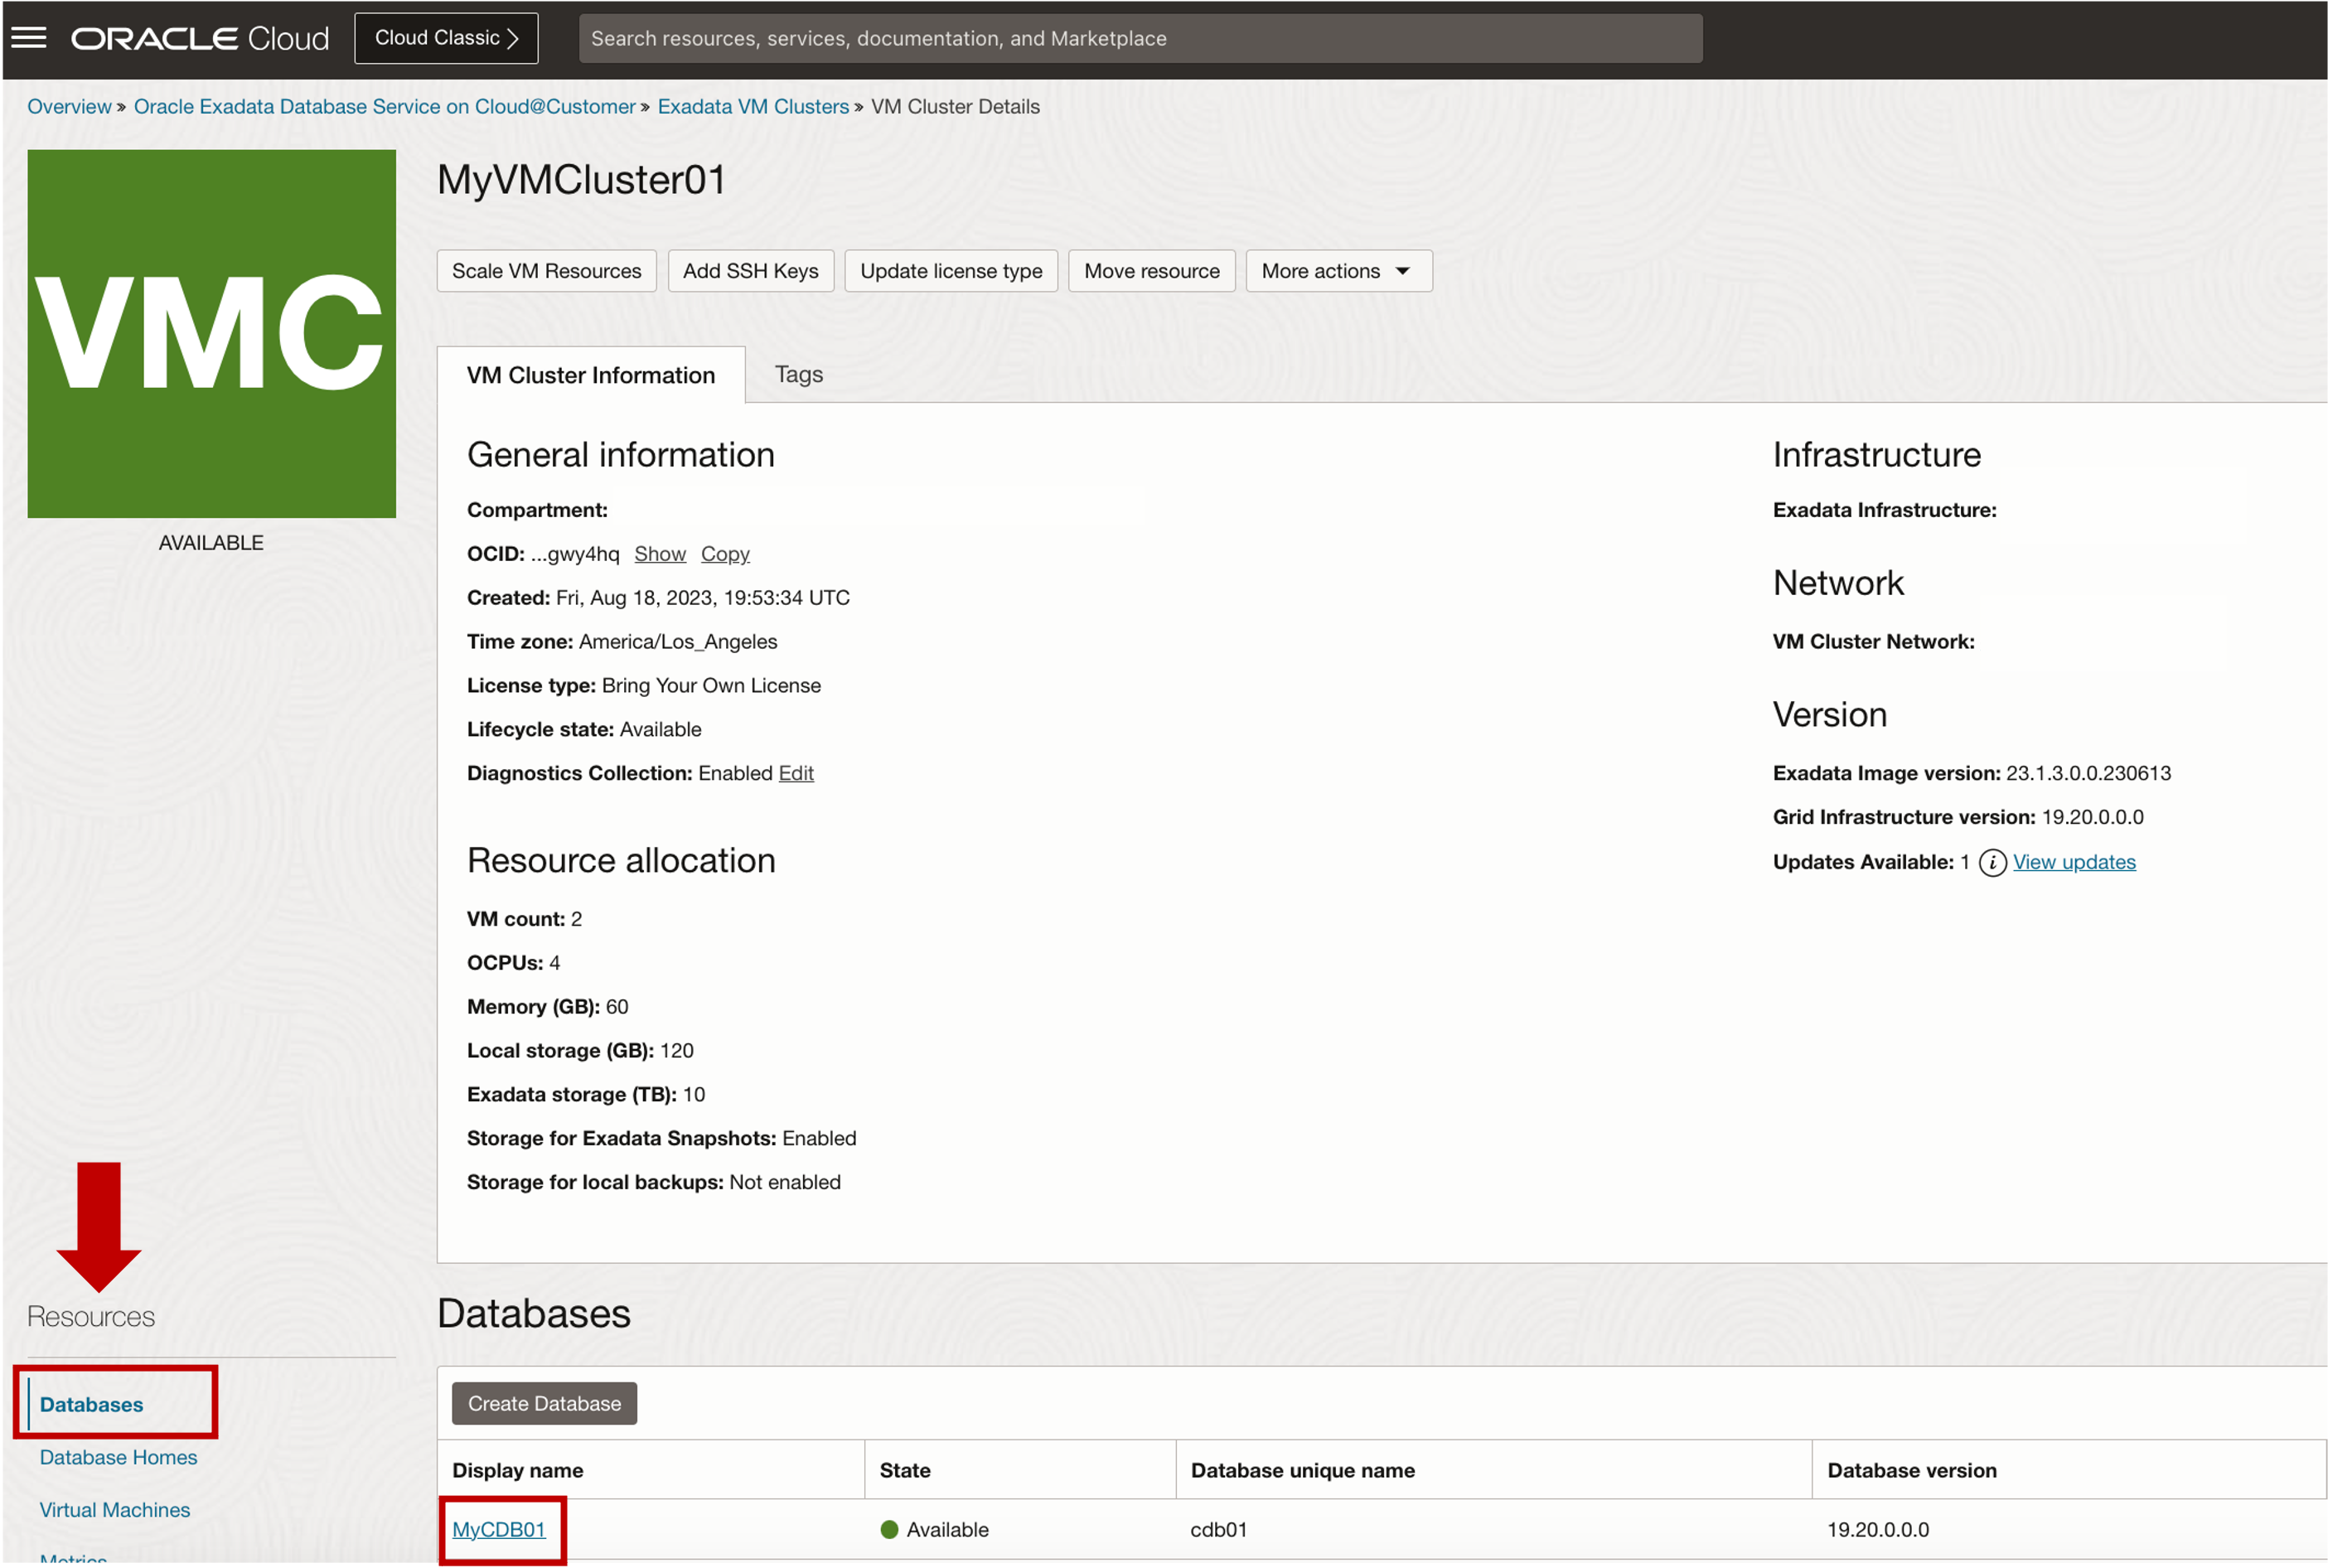 ORACLE Cloud
Cloud Classic
Search resources, services, documentation, and Marketplace
Overview » Oracle Exadata Database Service on Cloud@Customer » Exadata VM Clusters » VM Cluster Details
VMC
AVAILABLE
MyVMCluster01
Scale VM Resources
Add SSH Keys
Update license type
Move resource
More actions
VM Cluster Information
Tags
General information
Compartment:
OCID: ...gwy4hq Show Copy
Created: Fri, Aug 18, 2023, 19:53:34 UTC
Time zone: America/Los_Angeles
License type: Bring Your Own License
Lifecycle state: Available
Diagnostics Collection: Enabled Edit
Resource allocation
VM count: 2
OCPUs: 4
Memory (GB): 60
Local storage (GB): 120
Exadata storage (TB): 10
Storage for Exadata Snapshots: Enabled
Storage for local backups: Not enabled
Infrastructure
Exadata Infrastructure:
Network
VM Cluster Network:
Version
Exadata Image version: 23.1.3.0.0.230613
Grid Infrastructure version: 19.20.0.0.0
Updates Available: 1 i View updates
Resources
Databases
Database Homes
Virtual Machines
Metrics
Databases
Create Database
Display name State Database unique name Database version
MyCDB01 Available cdb01 19.20.0.0.0